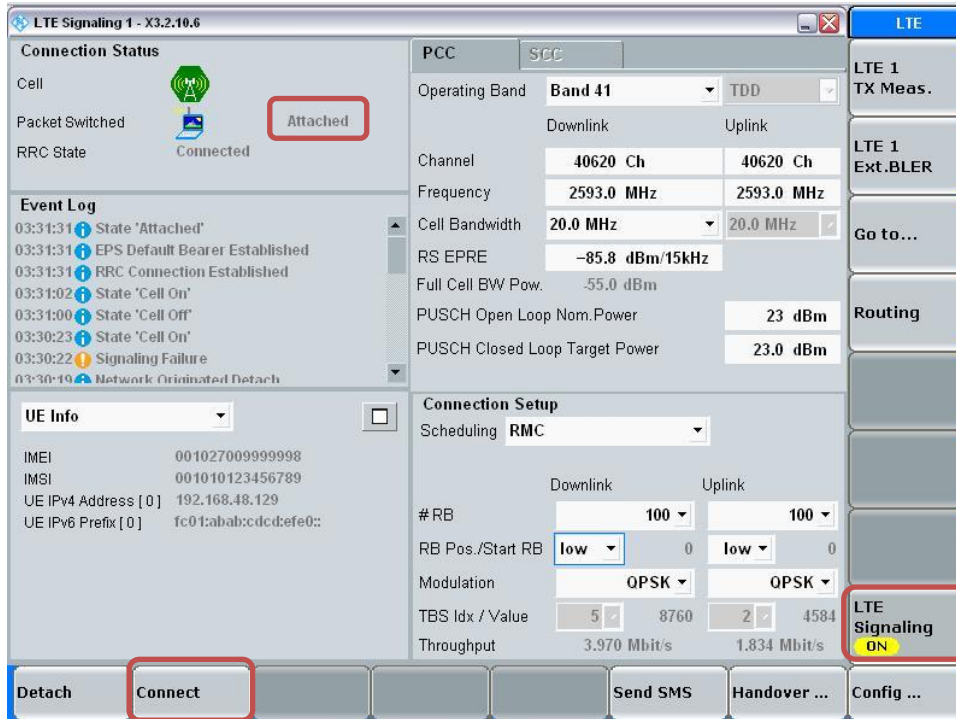 LTE Signaling 1 - X3.2.10.6
LTE
Connection Status
Cell
Packet Switched Attached
RRC State Connected
Event Log
03:31:31 State 'Attached'
03:31:31 EPS Default Bearer Established
03:31:31 RRC Connection Established
03:31:02 State 'Cell On'
03:31:00 State 'Cell Off'
03:30:23 State 'Cell On'
03:30:22 Signaling Failure
03:30:19 Network Originated Detach
UE Info
IMEI 001027009999998
IMSI 001010123456789
UE IPv4 Address [ 0 ] 192.168.48.129
UE IPv6 Prefix [ 0 ] fc01:abab:cdcd:efe0::
PCC SCC
Operating Band Band 41 TDD
Downlink Uplink
Channel 40620 Ch 40620 Ch
Frequency 2593.0 MHz 2593.0 MHz
Cell Bandwidth 20.0 MHz 20.0 MHz
RS EPRE −85.8 dBm/15kHz
Full Cell BW Pow. -55.0 dBm
PUSCH Open Loop Nom.Power 23 dBm
PUSCH Closed Loop Target Power 23.0 dBm
Connection Setup
Scheduling RMC
Downlink Uplink
# RB 100 100
RB Pos./Start RB low 0 low 0
Modulation QPSK QPSK
TBS Idx / Value 5 8760 2 4584
Throughput 3.970 Mbit/s 1.834 Mbit/s
LTE 1
TX Meas.
LTE 1
Ext.BLER
Go to...
Routing
LTE
Signaling
ON
Detach Connect Send SMS Handover ... Config ...